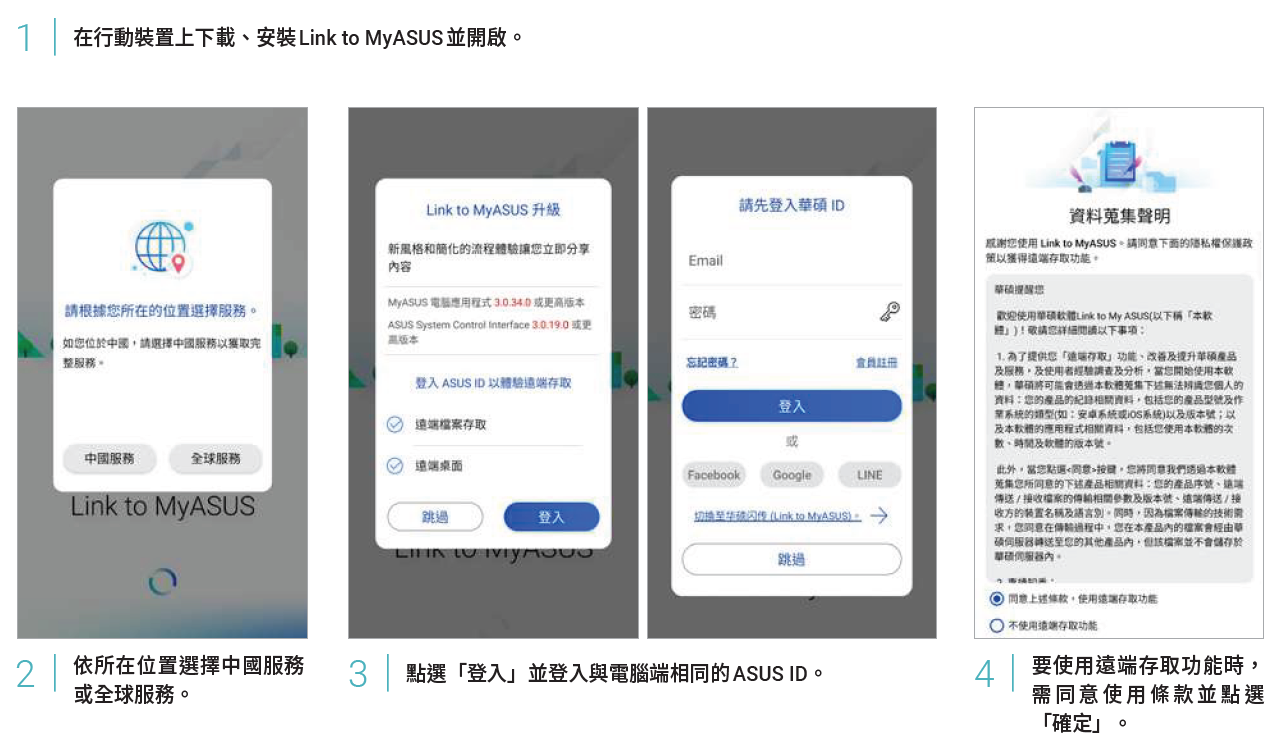 1
在行動裝置上下載、安裝Link to MyASUS並開啟。
請根據您所在的位置選擇服務。
如您位於中國，請選擇中國服務以獲取完
整服務。
中國服務
全球服務
Link to MyASUS
2
依所在位置選擇中國服務
或全球服務。
Link to MyASUS 升級
新風格和簡化的流程體驗讓您立即分享
內容
MyASUS 電腦應用程式 3.0.34.0 或更高版本
ASUS System Control Interface 3.0.19.0 或更
高版本
登入 ASUS ID 以體驗遠端存取
遠端檔案存取
遠端桌面
跳過
登入
Link to MyASUS
請先登入華碩 ID
Email
密碼
忘記密碼？
會員註冊
登入
或
Facebook
Google
LINE
切换至华硕闪传 (Link to MyASUS)。
跳過
3
點選「登入」並登入與電腦端相同的ASUS ID。
資料蒐集聲明
感謝您使用 Link to MyASUS。請同意下面的隱私權保護政
策以獲得遠端存取功能。
華碩提醒您
歡迎使用華碩軟體Link to My ASUS(以下稱「本軟
體」)！敬請您詳細閱讀以下事項：
1. 為了提供您「遠端存取」功能、改善及提升華碩產品
及服務，及使用者經驗調查及分析，當您開始使用本軟
體，華碩將可能會透過本軟體蒐集下述無法辨識您個人的
資料：您的產品的紀錄相關資料，包括您的產品型號及作
業系統的類型(如：安卓系統或iOS系統)以及版本號；以
及本軟體的應用程式相關資料，包括您使用本軟體的次
數、時間及軟體的版本號。
此外，當您點選<同意>按鍵，您將同意我們透過本軟體
蒐集您所同意的下述產品相關資料：您的產品序號、遠端
傳送 / 接收檔案的傳輸相關參數及版本號、遠端傳送 / 接
收方的裝置名稱及語言別。同時，因為檔案傳輸的技術需
求，您同意在傳輸過程中，您在本產品內的檔案會經由華
碩伺服器轉送至您的其他產品內，但該檔案並不會儲存於
華碩伺服器內。
同意上述條款，使用遠端存取功能
不使用遠端存取功能
4
要使用遠端存取功能時，
需同意使用條款並點選
「確定」。